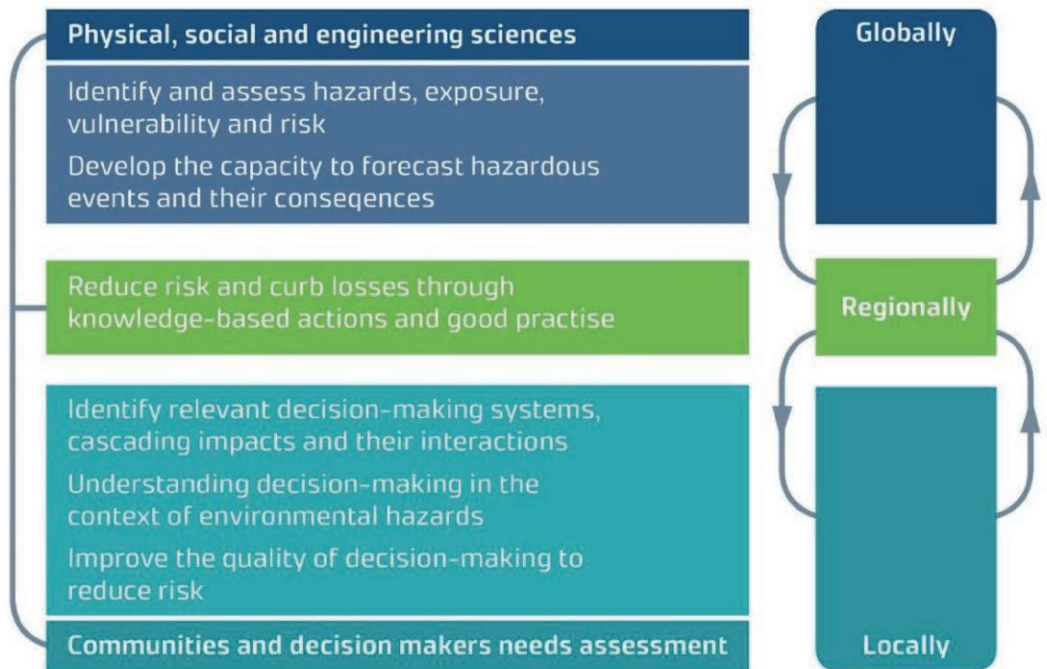 Physical, social and engineering sciences
Identify and assess hazards, exposure,
vulnerability and risk
Develop the capacity to forecast hazardous
events and their conseqences
Reduce risk and curb losses through
knowledge-based actions and good practise
Identify relevant decision-making systems,
cascading impacts and their interactions
Understanding decision-making in the
context of environmental hazards
Improve the quality of decision-making to
reduce risk
Communities and decision makers needs assessment
Globally
Regionally
Locally